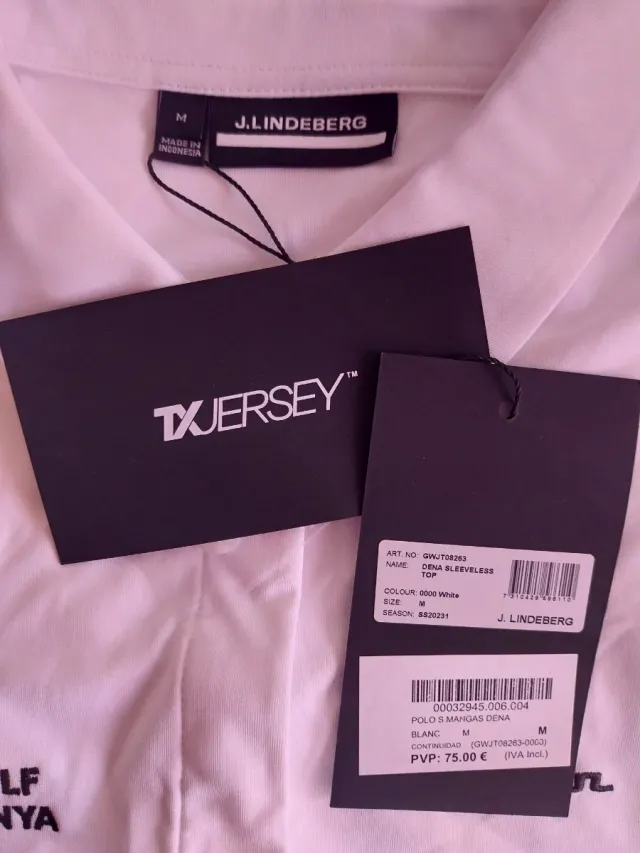 M
MADE IN
INDONESIA
J.LINDEBERG
TXJERSEY™
ART. NO: GWJT08263
NAME: DENA SLEEVELESS
TOP
COLOUR: 0000 White
SIZE: M
SEASON: SS20231
J. LINDEBERG
00032945.006.004
POLO S MANGAS DENA
BLANC M M
CONTINUIDAD (GWJT08263-0000)
PVP: 75.00 € (IVA Incl.)
LF
NYA